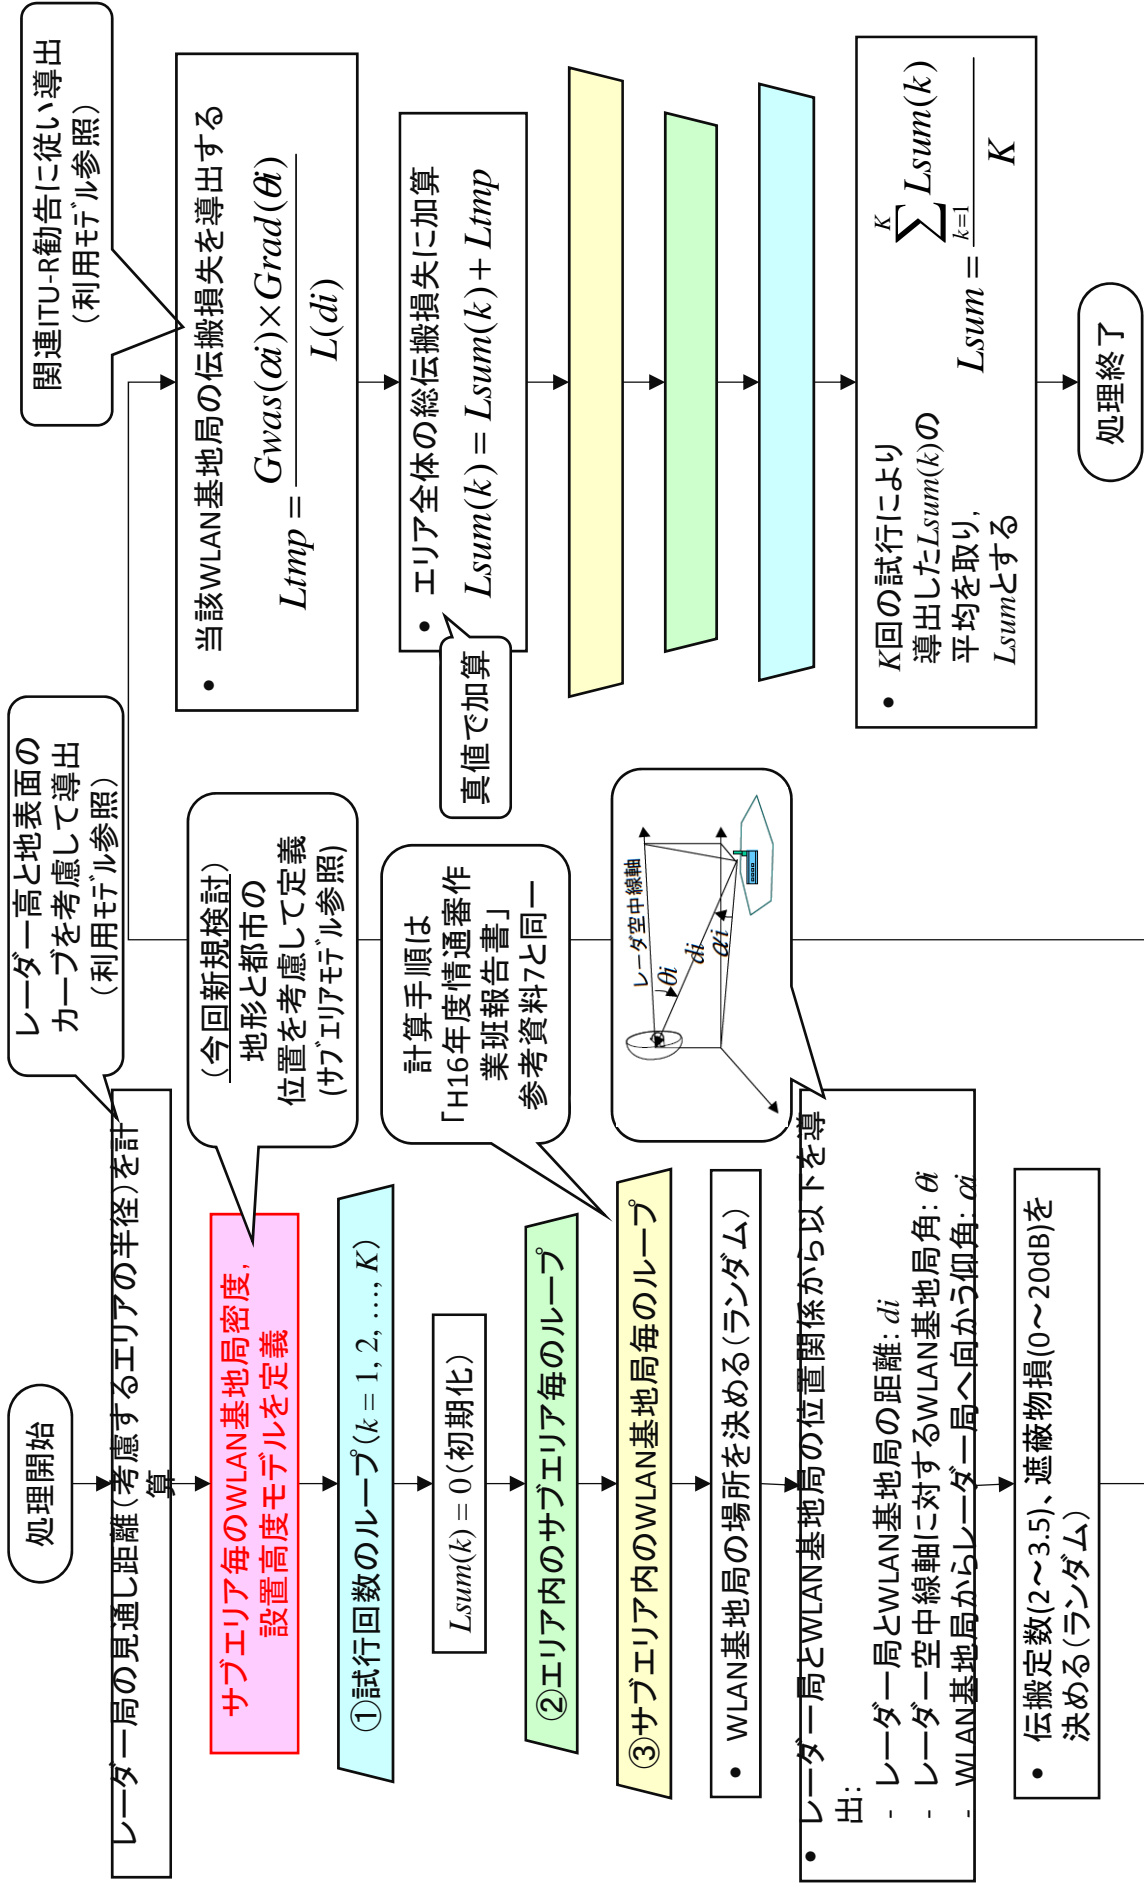 処理開始
レーダー局の見通し距離(考慮するエリアの半径)を計
算
レーダー高と地表面の
カーブを考慮して導出
(利用モデル参照)
サブエリア毎のWLAN基地局密度,
設置高度モデルを定義
(今回新規検討)
地形と都市の
位置を考慮して定義
(サブエリアモデル参照)
①試行回数のループ(k = 1, 2, …, K)
Lsum(k) = 0(初期化)
②エリア内のサブエリア毎のループ
③サブエリア内のWLAN基地局毎のループ
計算手順は
「H16年度情通審作
業班報告書」
参考資料7と同一
• WLAN基地局の場所を決める(ランダム)
• レーダー局とWLAN基地局の位置関係から以下を導
出:
- レーダー局とWLAN基地局の距離: di
- レーダー空中線軸に対するWLAN基地局角: θi
- WLAN基地局からレーダー局へ向かう仰角: αi
レーダ空中線軸
θi
di
αi
• 伝搬定数(2~3.5)、遮蔽物損(0~20dB)を
決める(ランダム)
関連ITU-R勧告に従い導出
(利用モデル参照)
• 当該WLAN基地局の伝搬損失を導出する
Ltmp = Gwas(αi)×Grad(θi) / L(di)
• エリア全体の総伝搬損失に加算
Lsum(k) = Lsum(k) + Ltmp
真値で加算
• K回の試行により
導出したLsum(k)の
平均を取り,
Lsumとする
Lsum = ∑_{k=1}^{K} Lsum(k) / K
処理終了